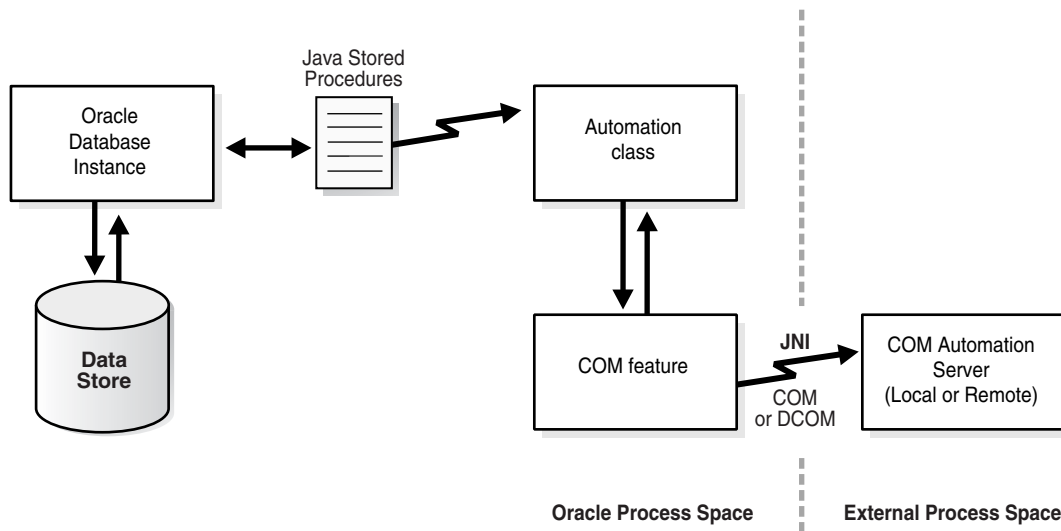 Java Stored
Procedures
Oracle
Database
Instance
Automation
class
Data
Store
COM feature
JNI
COM
or DCOM
COM Automation
Server
(Local or Remote)
Oracle Process Space
External Process Space